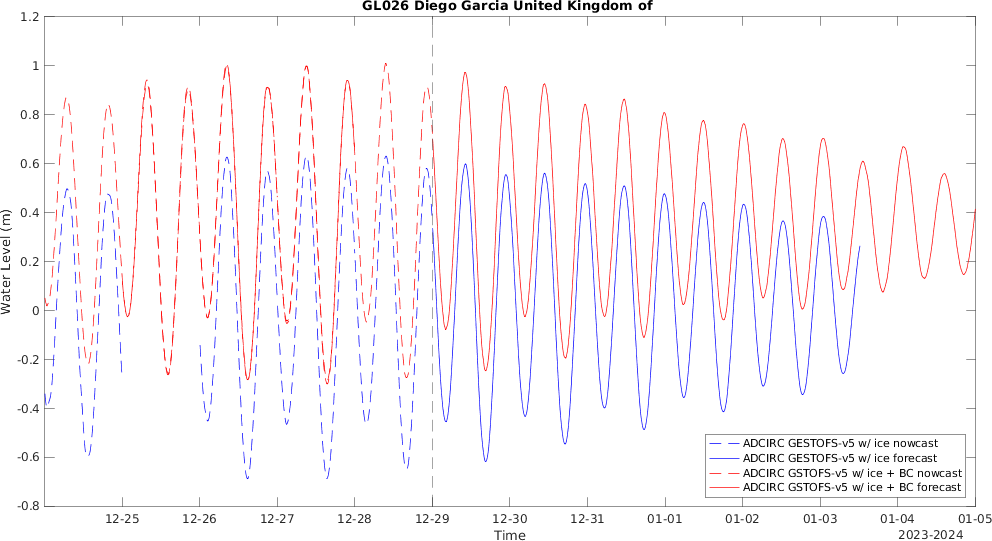 GL026 Diego Garcia United Kingdom of
1.2
1
0.8
0.6
0.4
0.2
0
-0.2
-0.4
-0.6
-0.8
Water Level (m)
ADCIRC GESTOFS-v5 w/ ice nowcast
ADCIRC GESTOFS-v5 w/ ice forecast
ADCIRC GSTOFS-v5 w/ ice + BC nowcast
ADCIRC GSTOFS-v5 w/ ice + BC forecast
12-25 12-26 12-27 12-28 12-29 12-30 12-31 01-01 01-02 01-03 01-04 01-05
Time
2023-2024